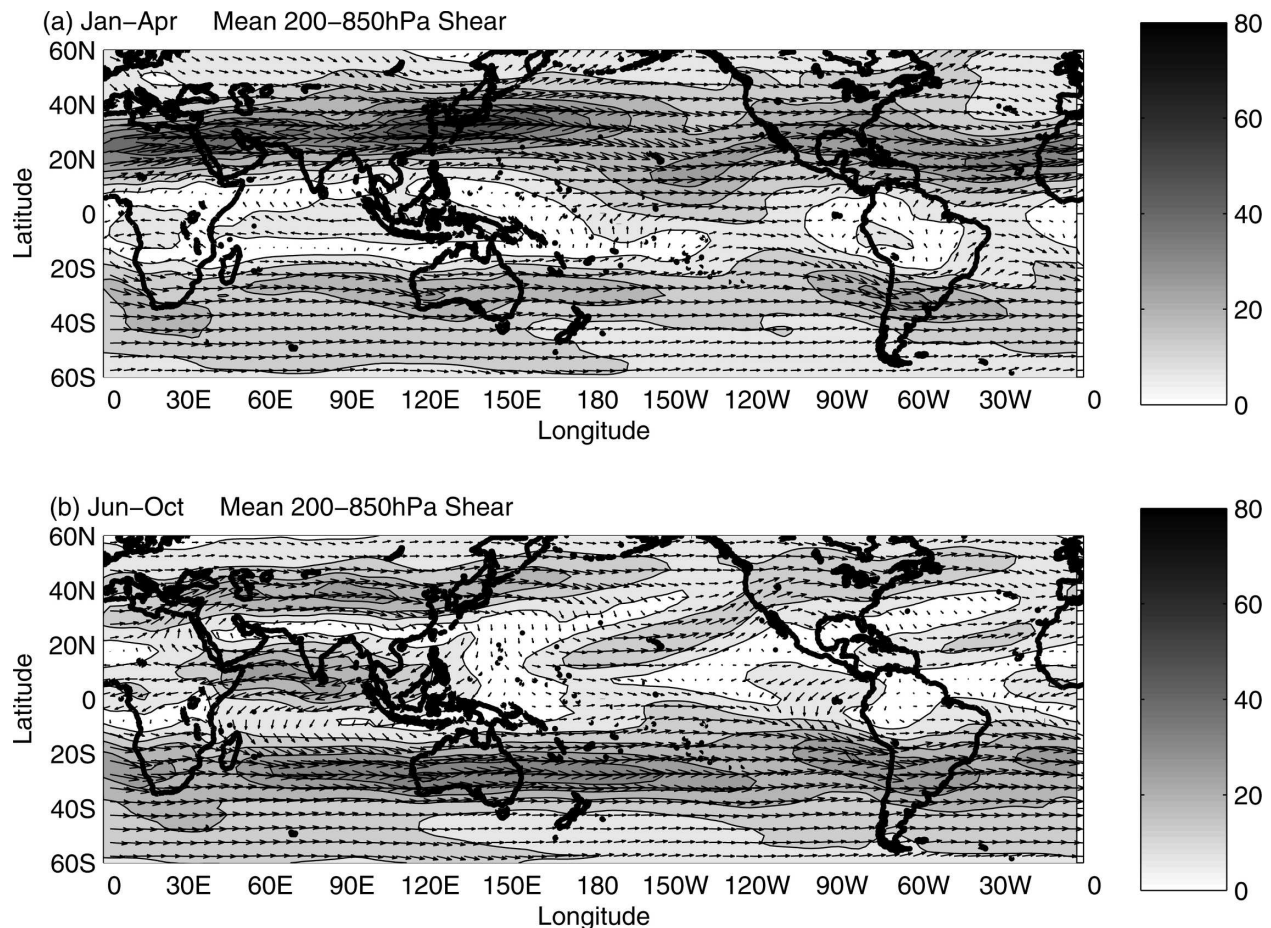 (a) Jan−Apr Mean 200−850hPa Shear
60N
40N
20N
0
20S
40S
60S
Latitude
0 30E 60E 90E 120E 150E 180 150W 120W 90W 60W 30W 0
Longitude
80
60
40
20
0
(b) Jun−Oct Mean 200−850hPa Shear
60N
40N
20N
0
20S
40S
60S
Latitude
0 30E 60E 90E 120E 150E 180 150W 120W 90W 60W 30W 0
Longitude
80
60
40
20
0